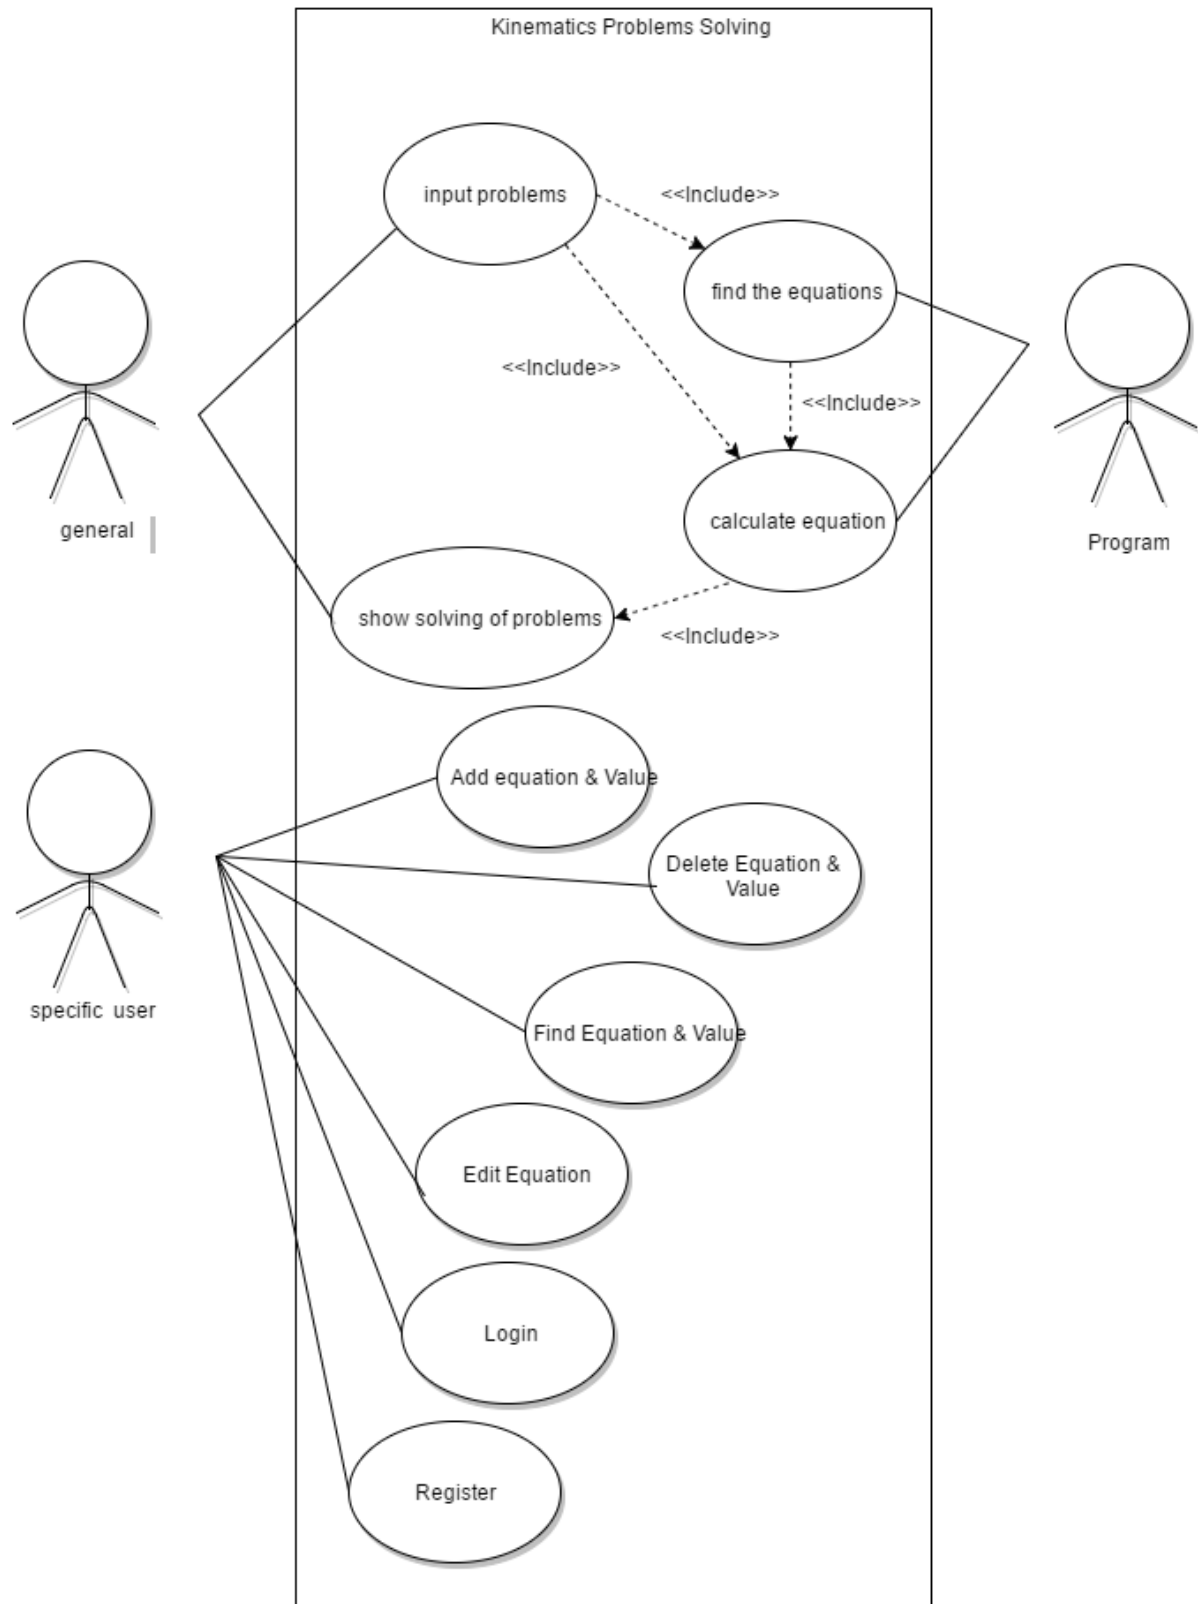 Kinematics Problems Solving
input problems
<<Include>>
find the equations
<<Include>>
<<Include>>
calculate equation
general
Program
show solving of problems
<<Include>>
Add equation & Value
Delete Equation &
Value
specific  user
Find Equation & Value
Edit Equation
Login
Register